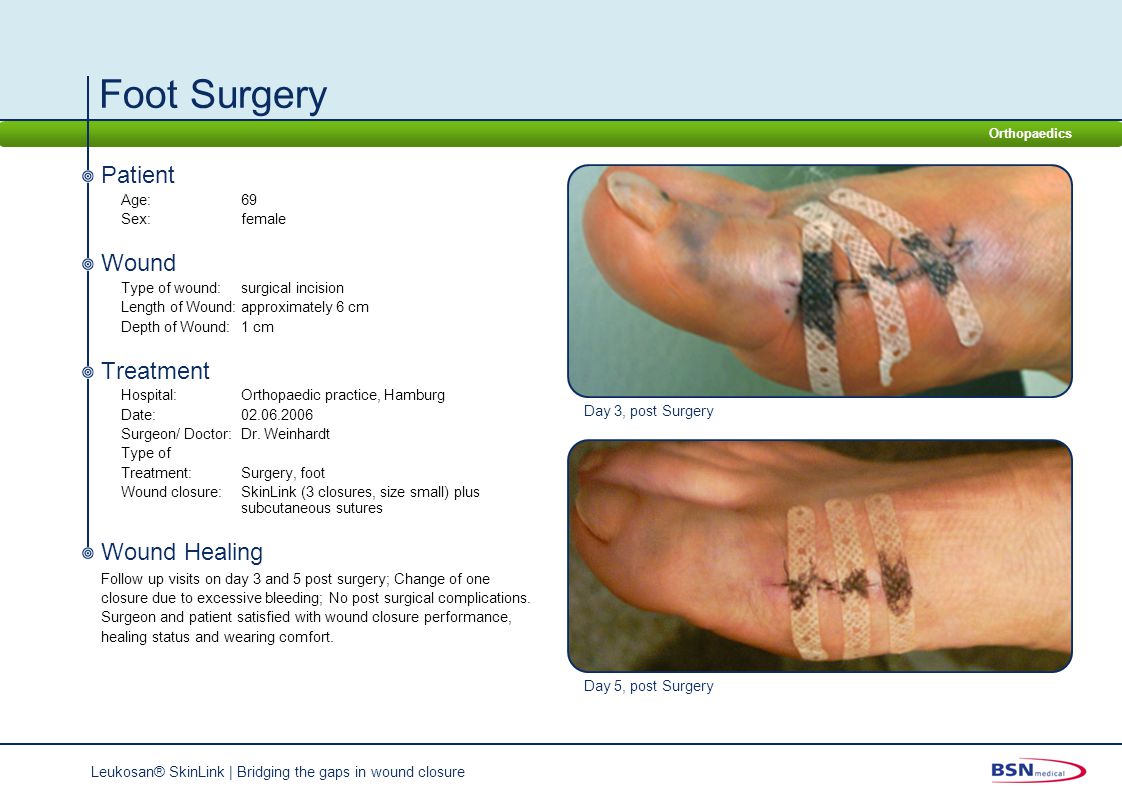 Foot Surgery
Orthopaedics
Patient
Age: 69
Sex: female
Wound
Type of wound: surgical incision
Length of Wound: approximately 6 cm
Depth of Wound: 1 cm
Treatment
Hospital: Orthopaedic practice, Hamburg
Date: 02.06.2006
Surgeon/ Doctor: Dr. Weinhardt
Type of
Treatment: Surgery, foot
Wound closure: SkinLink (3 closures, size small) plus
subcutaneous sutures
Wound Healing
Follow up visits on day 3 and 5 post surgery; Change of one
closure due to excessive bleeding; No post surgical complications.
Surgeon and patient satisfied with wound closure performance,
healing status and wearing comfort.
Day 3, post Surgery
Day 5, post Surgery
Leukosan® SkinLink | Bridging the gaps in wound closure
BSN medical